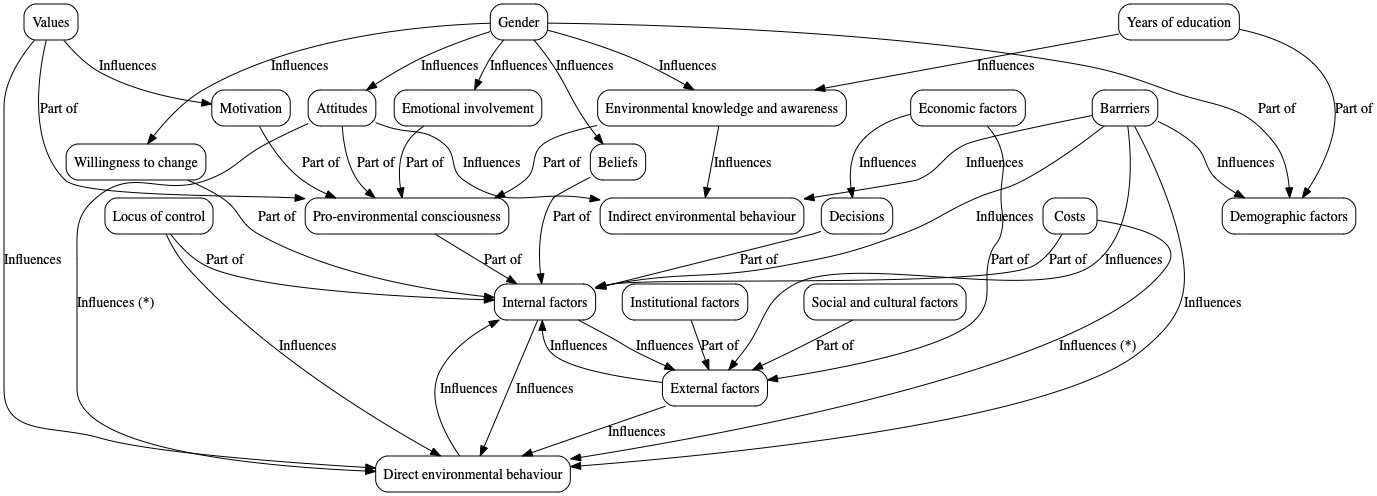 Values
Gender
Years of education
Influences
Influences
Influences
Influences
Influences
Influences
Part of
Motivation
Attitudes
Emotional involvement
Environmental knowledge and awareness
Economic factors
Barrriers
Part of
Part of
Willingness to change
Part of
Part of
Part of
Influences
Part of
Beliefs
Influences
Influences
Influences
Influences
Locus of control
Part of
Pro-environmental consciousness
Part of
Indirect environmental behaviour
Decisions
Influences
Costs
Demographic factors
Influences
Part of
Part of
Part of
Part of
Part of
Influences
Influences (*)
Internal factors
Institutional factors
Social and cultural factors
Influences
Influences
Influences
Influences
Part of
Part of
Influences (*)
Influences
Influences
External factors
Influences
Direct environmental behaviour